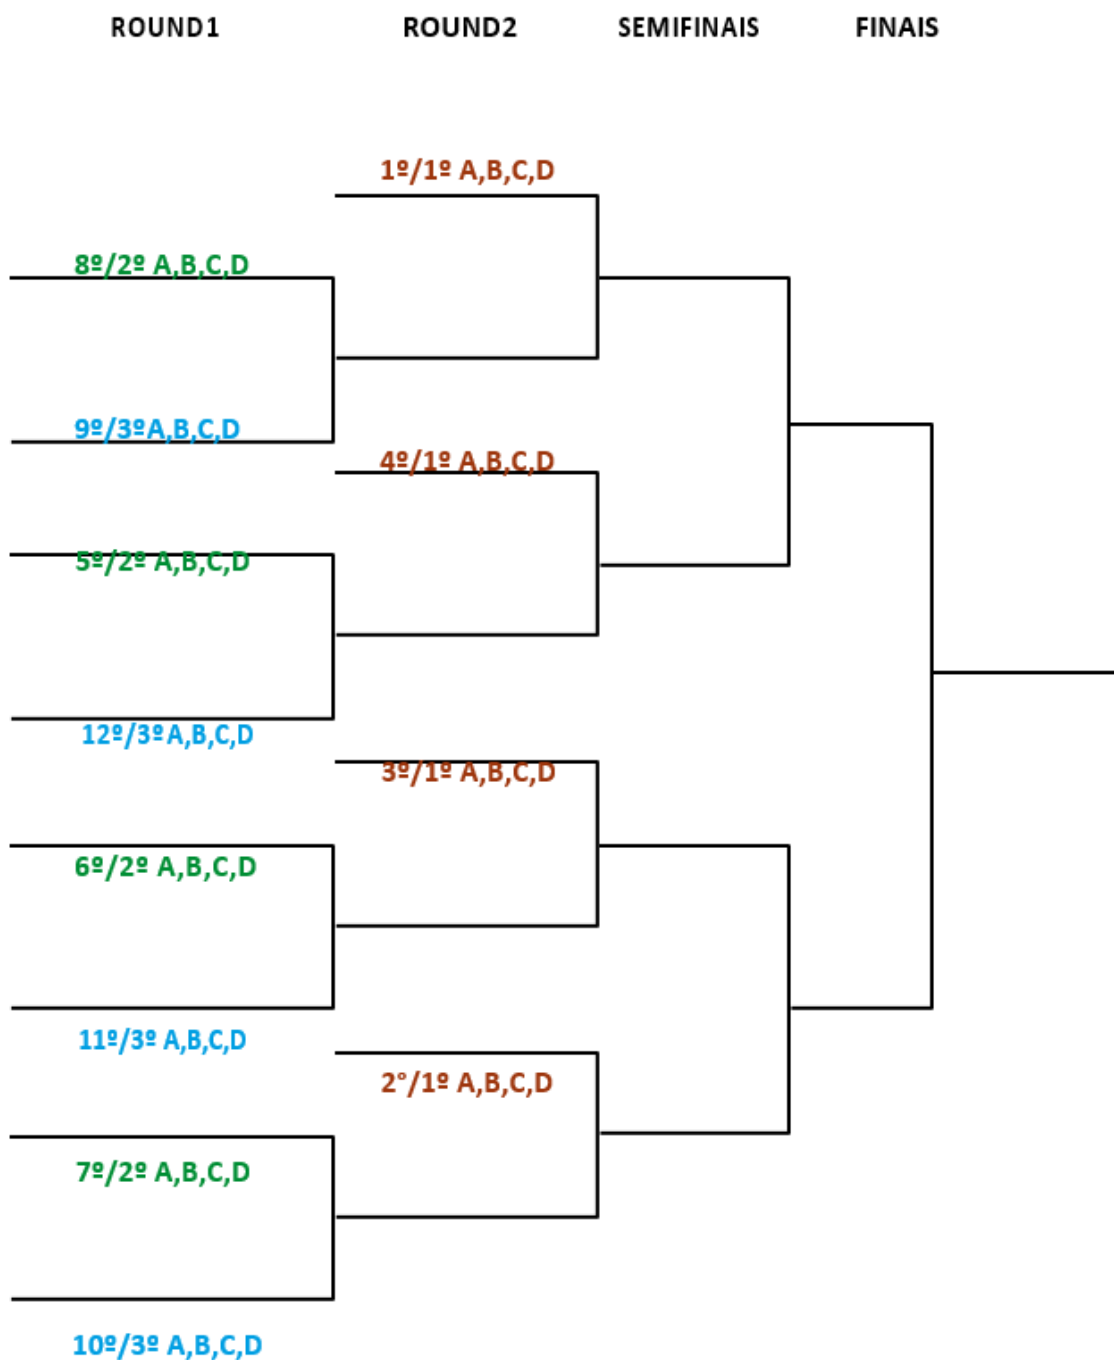 ROUND1 ROUND2 SEMIFINAIS FINAIS
1º/1º A,B,C,D
8º/2º A,B,C,D
9º/3ºA,B,C,D
4º/1º A,B,C,D
5º/2º A,B,C,D
12º/3ºA,B,C,D
3º/1º A,B,C,D
6º/2º A,B,C,D
11º/3º A,B,C,D
2°/1º A,B,C,D
7º/2º A,B,C,D
10º/3º A,B,C,D